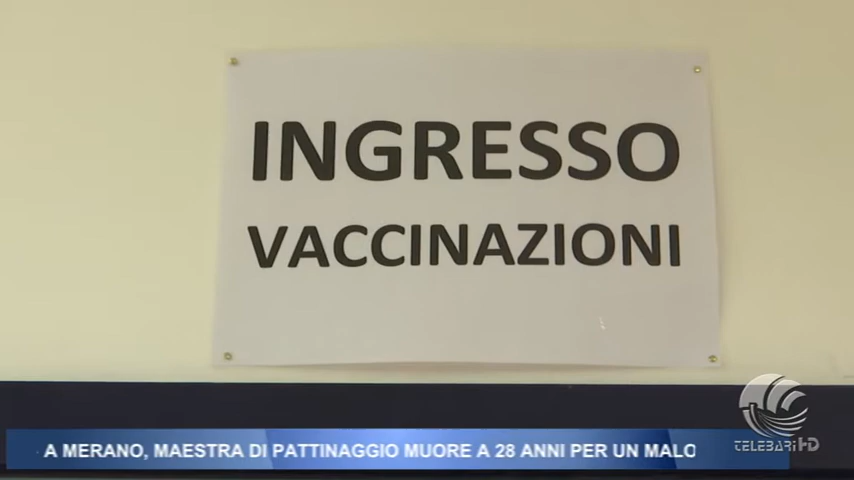 INGRESSO
VACCINAZIONI
TELEBARI HD
A MERANO, MAESTRA DI PATTINAGGIO MUORE A 28 ANNI PER UN MALO